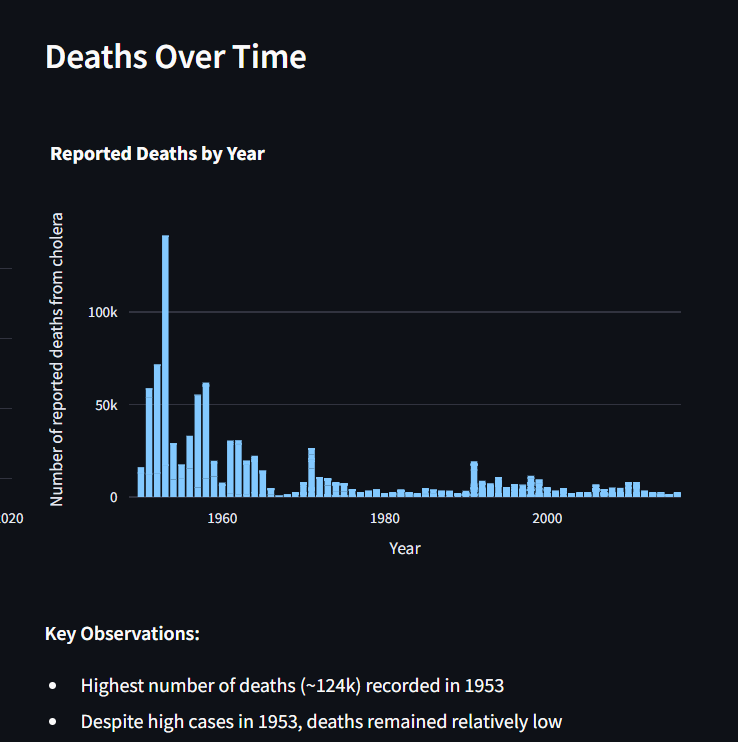 Deaths Over Time
Reported Deaths by Year
Number of reported deaths from cholera
100k
50k
0
020
1960
1980
2000
Year
Key Observations:
Highest number of deaths (~124k) recorded in 1953
Despite high cases in 1953, deaths remained relatively low